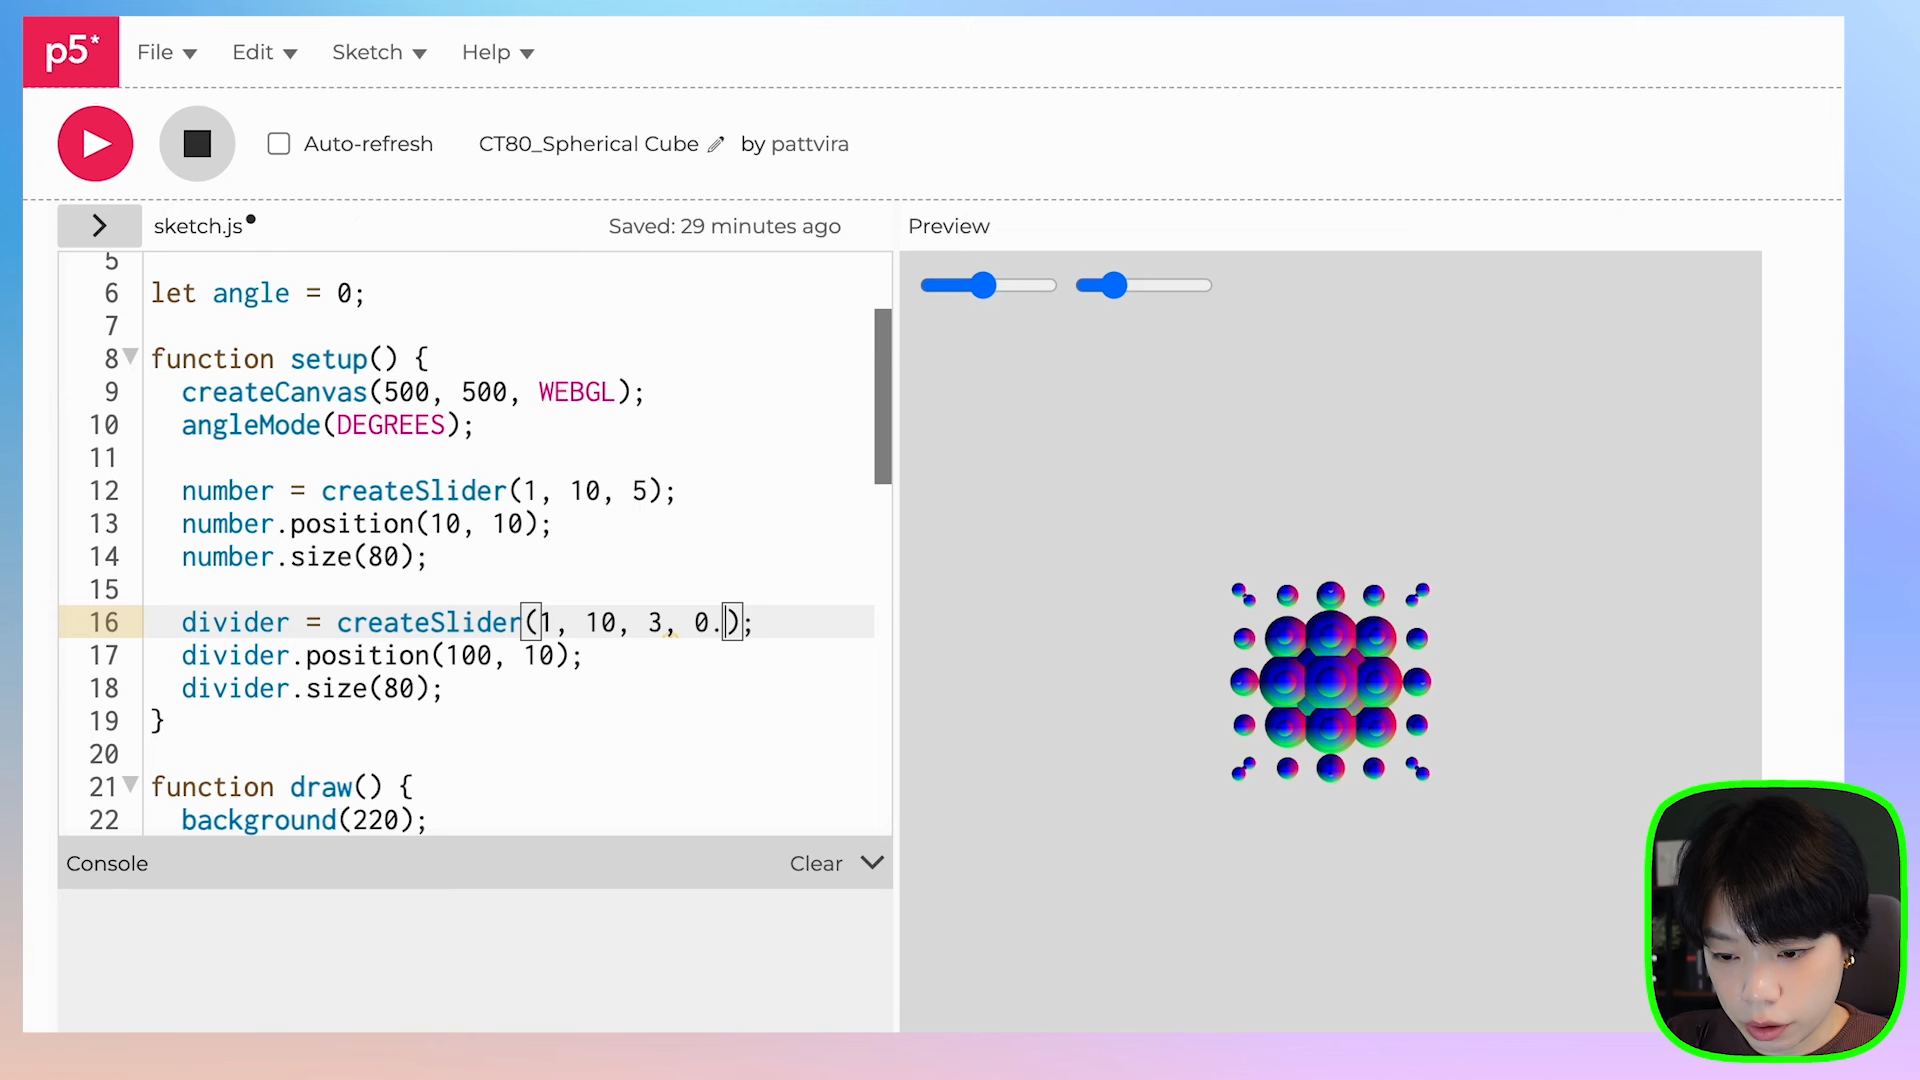 p5*
File Edit Sketch Help
Auto-refresh CT80_Spherical Cube by pattvira
sketch.js Saved: 29 minutes ago Preview
5
6 let angle = 0;
7
8 function setup() {
9 createCanvas(500, 500, WEBGL);
10 angleMode(DEGREES);
11
12 number = createSlider(1, 10, 5);
13 number.position(10, 10);
14 number.size(80);
15
16 divider = createSlider(1, 10, 3, 0.);
17 divider.position(100, 10);
18 divider.size(80);
19 }
20
21 function draw() {
22 background(220);
Console Clear